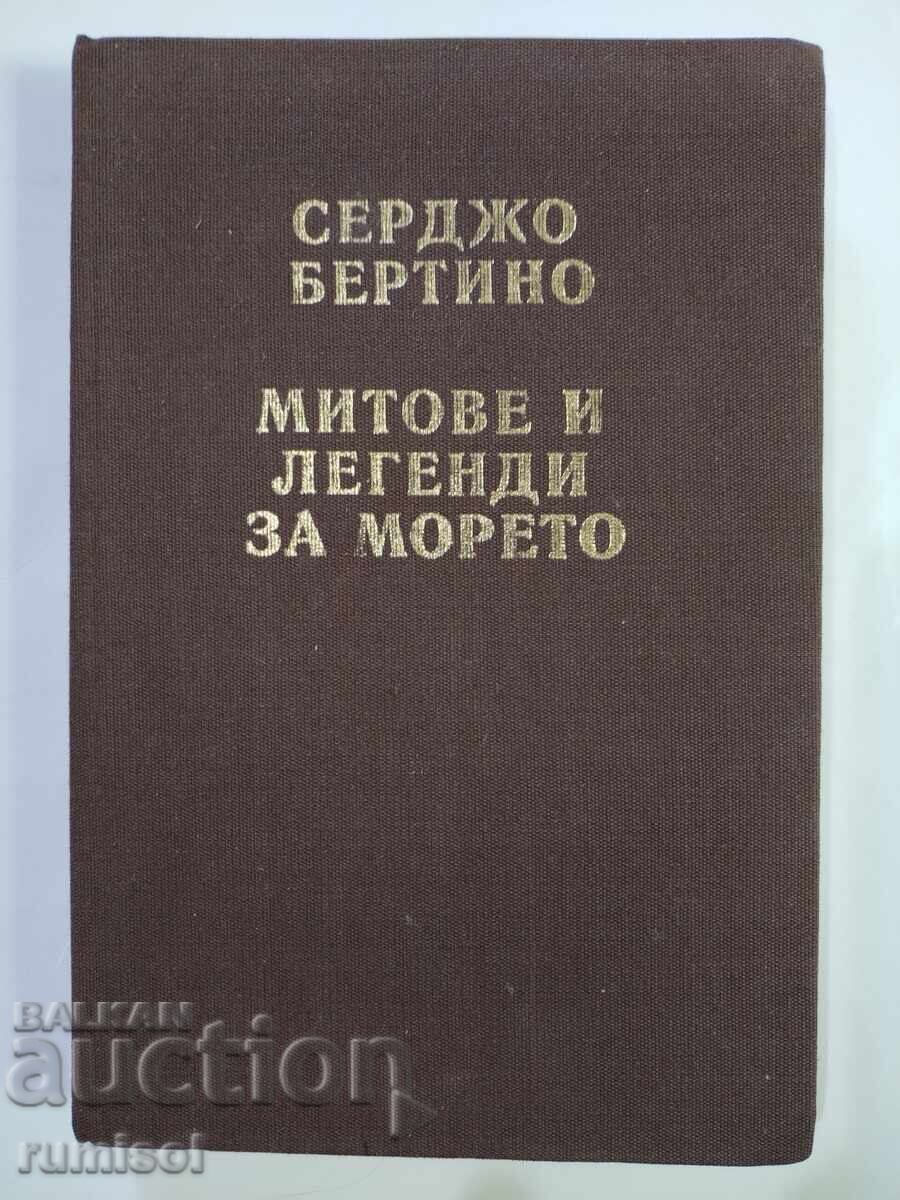 СЕРДЖО
БЕРТИНО
МИТОВЕ И
ЛЕГЕНДИ
ЗА МОРЕТО
BALKAN
auction
rumisol